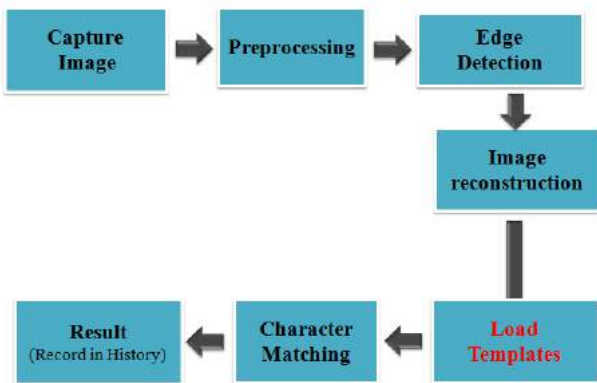 Capture
Image
Preprocessing
Edge
Detection
Image
reconstruction
Load
Templates
Character
Matching
Result
(Record in History)